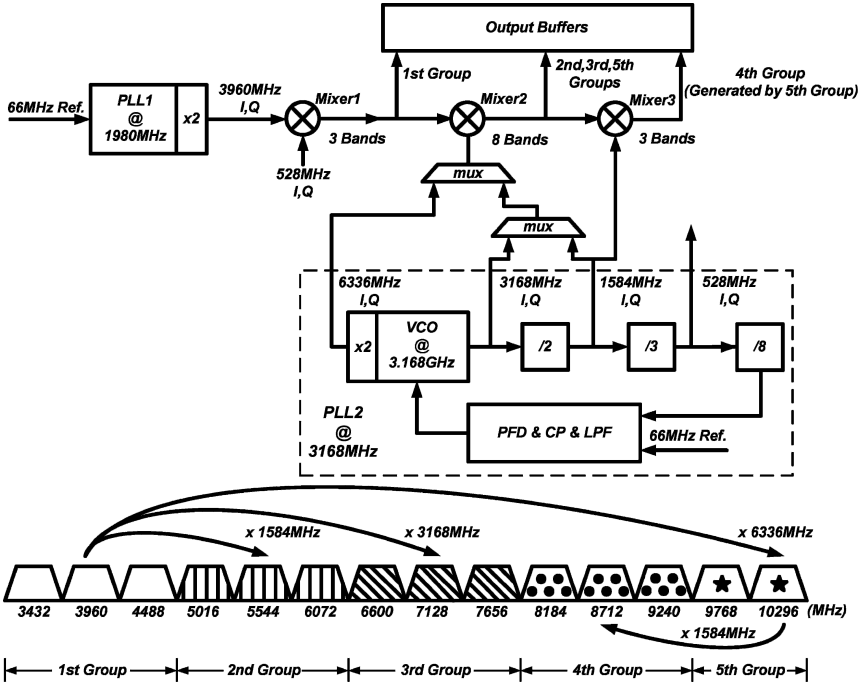 Output Buffers
1st Group
2nd,3rd,5th
Groups
4th Group
(Generated by 5th Group)
66MHz Ref.
PLL1
@
1980MHz
x2
3960MHz
I,Q
Mixer1
Mixer2
Mixer3
3 Bands
8 Bands
3 Bands
528MHz
I,Q
mux
mux
6336MHz
I,Q
3168MHz
I,Q
1584MHz
I,Q
528MHz
I,Q
x2
VCO
@
3.168GHz
/2
/3
/8
PLL2
@
3168MHz
PFD & CP & LPF
66MHz Ref.
x 1584MHz
x 3168MHz
x 6336MHz
3432 3960 4488 5016 5544 6072 6600 7128 7656 8184 8712 9240 9768 10296 (MHz)
x 1584MHz
1st Group 2nd Group 3rd Group 4th Group 5th Group